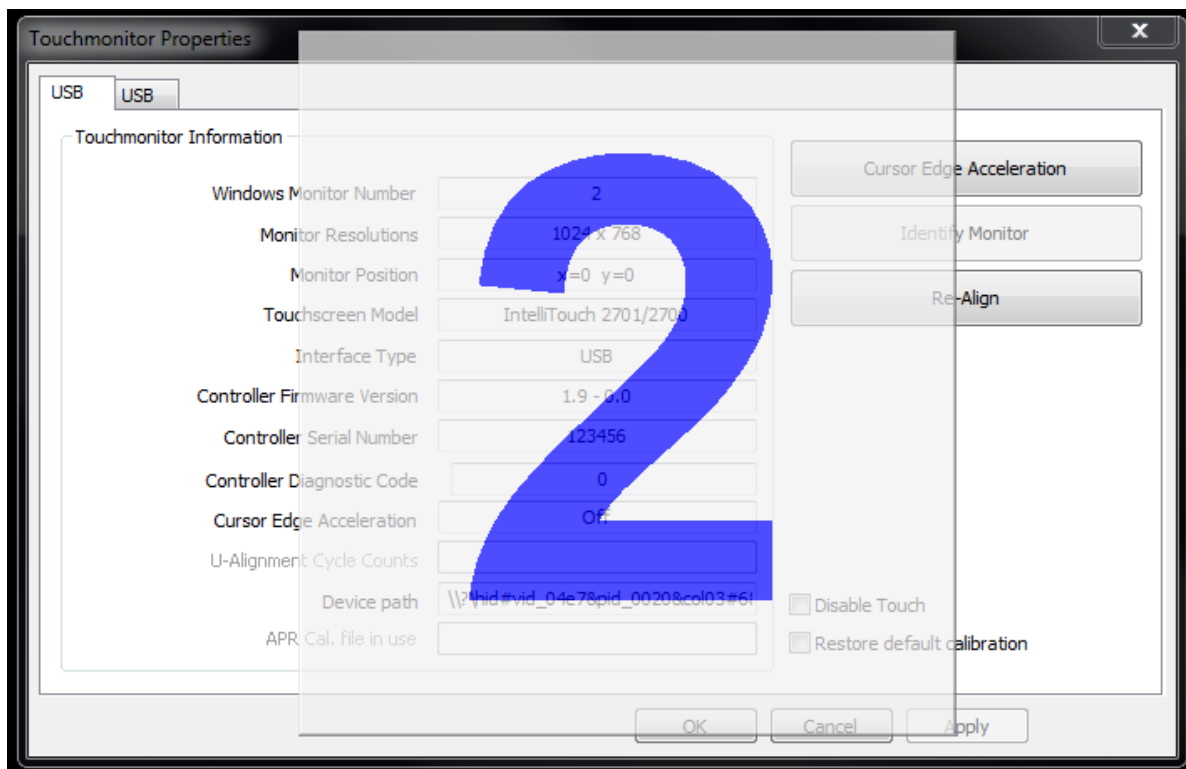 Touchmonitor Properties
x
USB
USB
Touchmonitor Information
Windows Monitor Number 2
Monitor Resolutions 1024 x 768
Monitor Position x=0 y=0
Touchscreen Model IntelliTouch 2701/2700
Interface Type USB
Controller Firmware Version 1.9 - 0.0
Controller Serial Number 123456
Controller Diagnostic Code 0
Cursor Edge Acceleration Off
U-Alignment Cycle Counts
Device path \\?\hid#vid_04e7&pid_0020&col03#6&
APR Cal. file in use
Cursor Edge Acceleration
Identify Monitor
Re-Align
Disable Touch
Restore default calibration
OK
Cancel
Apply
2